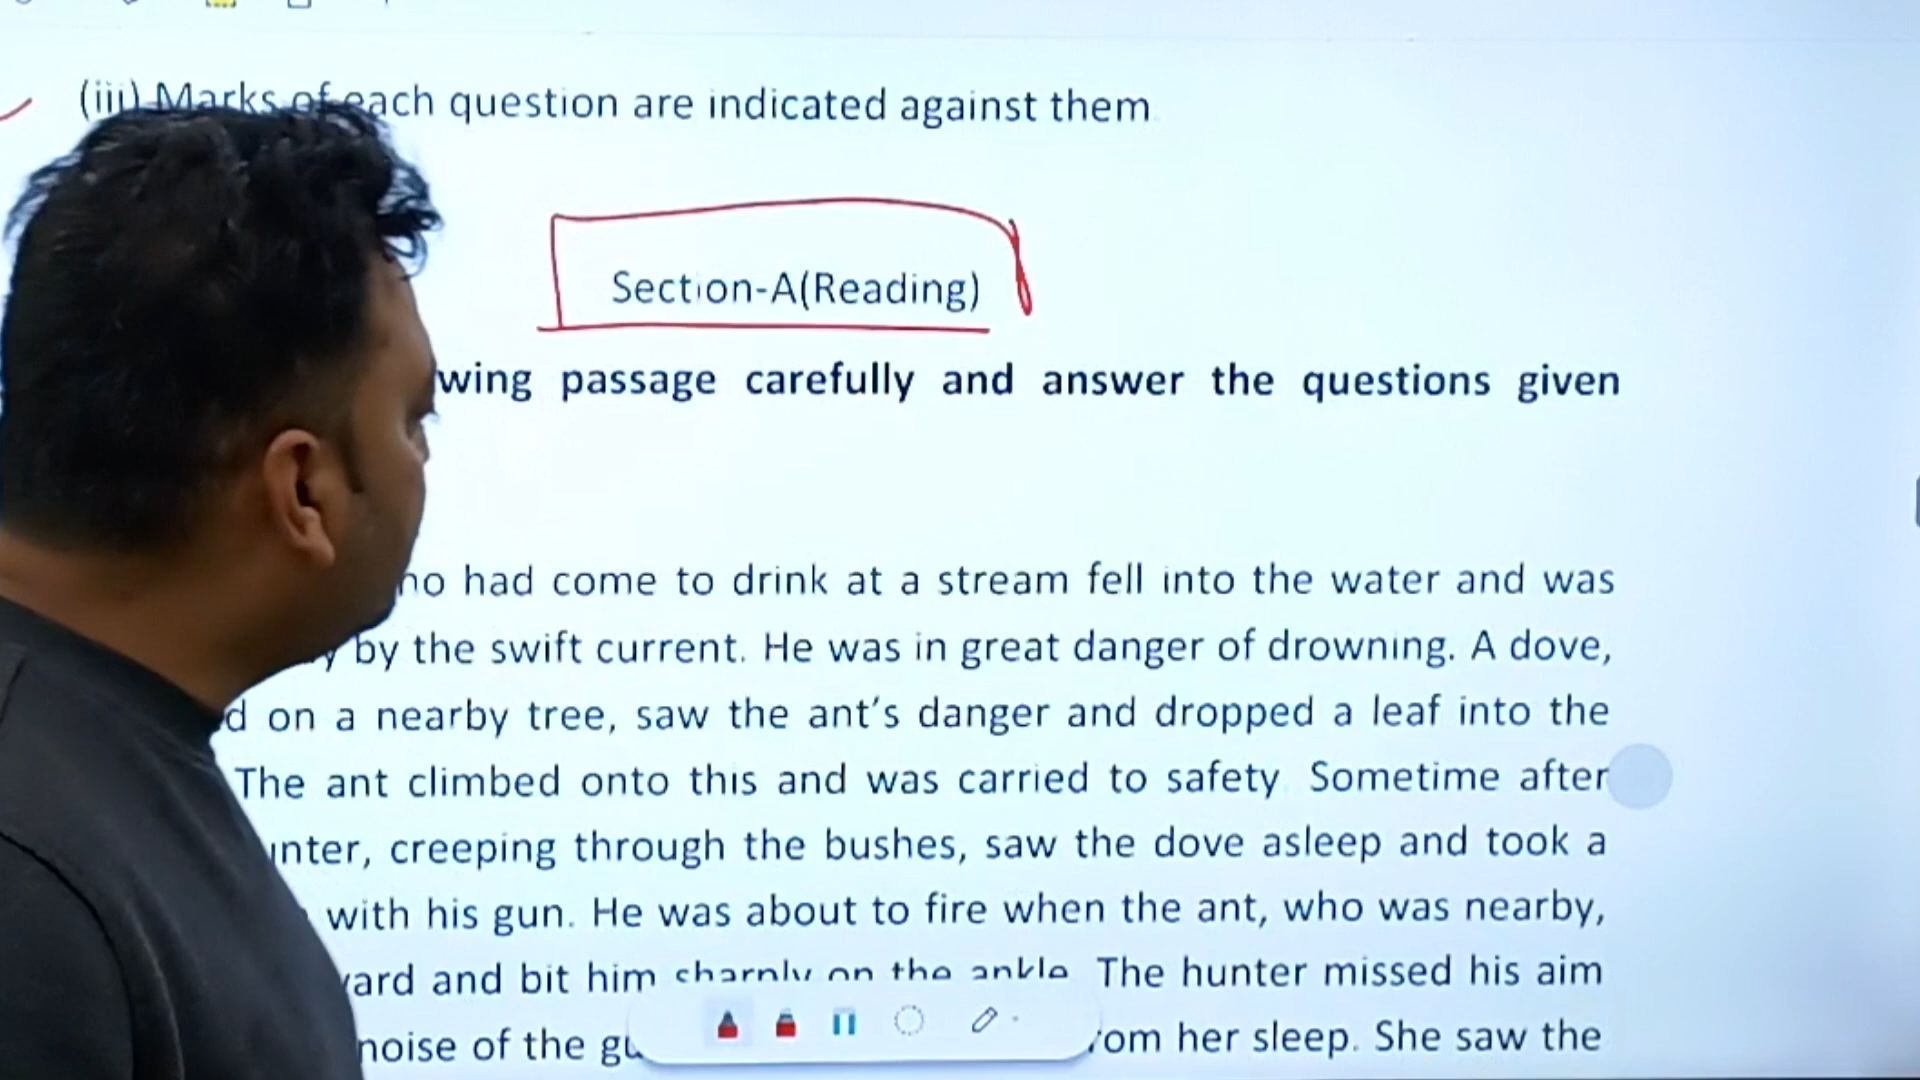 (iii) Marks of each question are indicated against them
Section-A(Reading)
passage carefully and answer the questions given
had come to drink at a stream fell into the water and was
by the swift current. He was in great danger of drowning. A dove,
on a nearby tree, saw the ant's danger and dropped a leaf into the
The ant climbed onto this and was carried to safety Sometime after
creeping through the bushes, saw the dove asleep and took a
with his gun. He was about to fire when the ant, who was nearby,
and bit him sharply on the ankle The hunter missed his aim
noise of the her sleep. She saw the